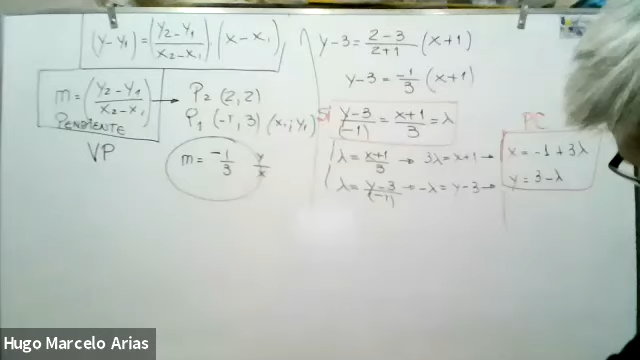 (y-y₁)=(y₂-y₁/x₂-x₁).(x-x₁)
m=(y₂-y₁/x₂-x₁) → P₂ (2,2)
PENDIENTE P₁ (-1,3) (x₁;y₁)
VP
m = -1/3 y/x
y-3=2-3/2+1 (x+1)
y-3=-1/3 (x+1)
Si y-3/(-1) = x+1/3 = λ
λ=x+1/3 → 3λ=x+1 →
λ=y-3/(-1) → -λ=y-3 →
PC
x=-1+3λ
y=3-λ
Hugo Marcelo Arias